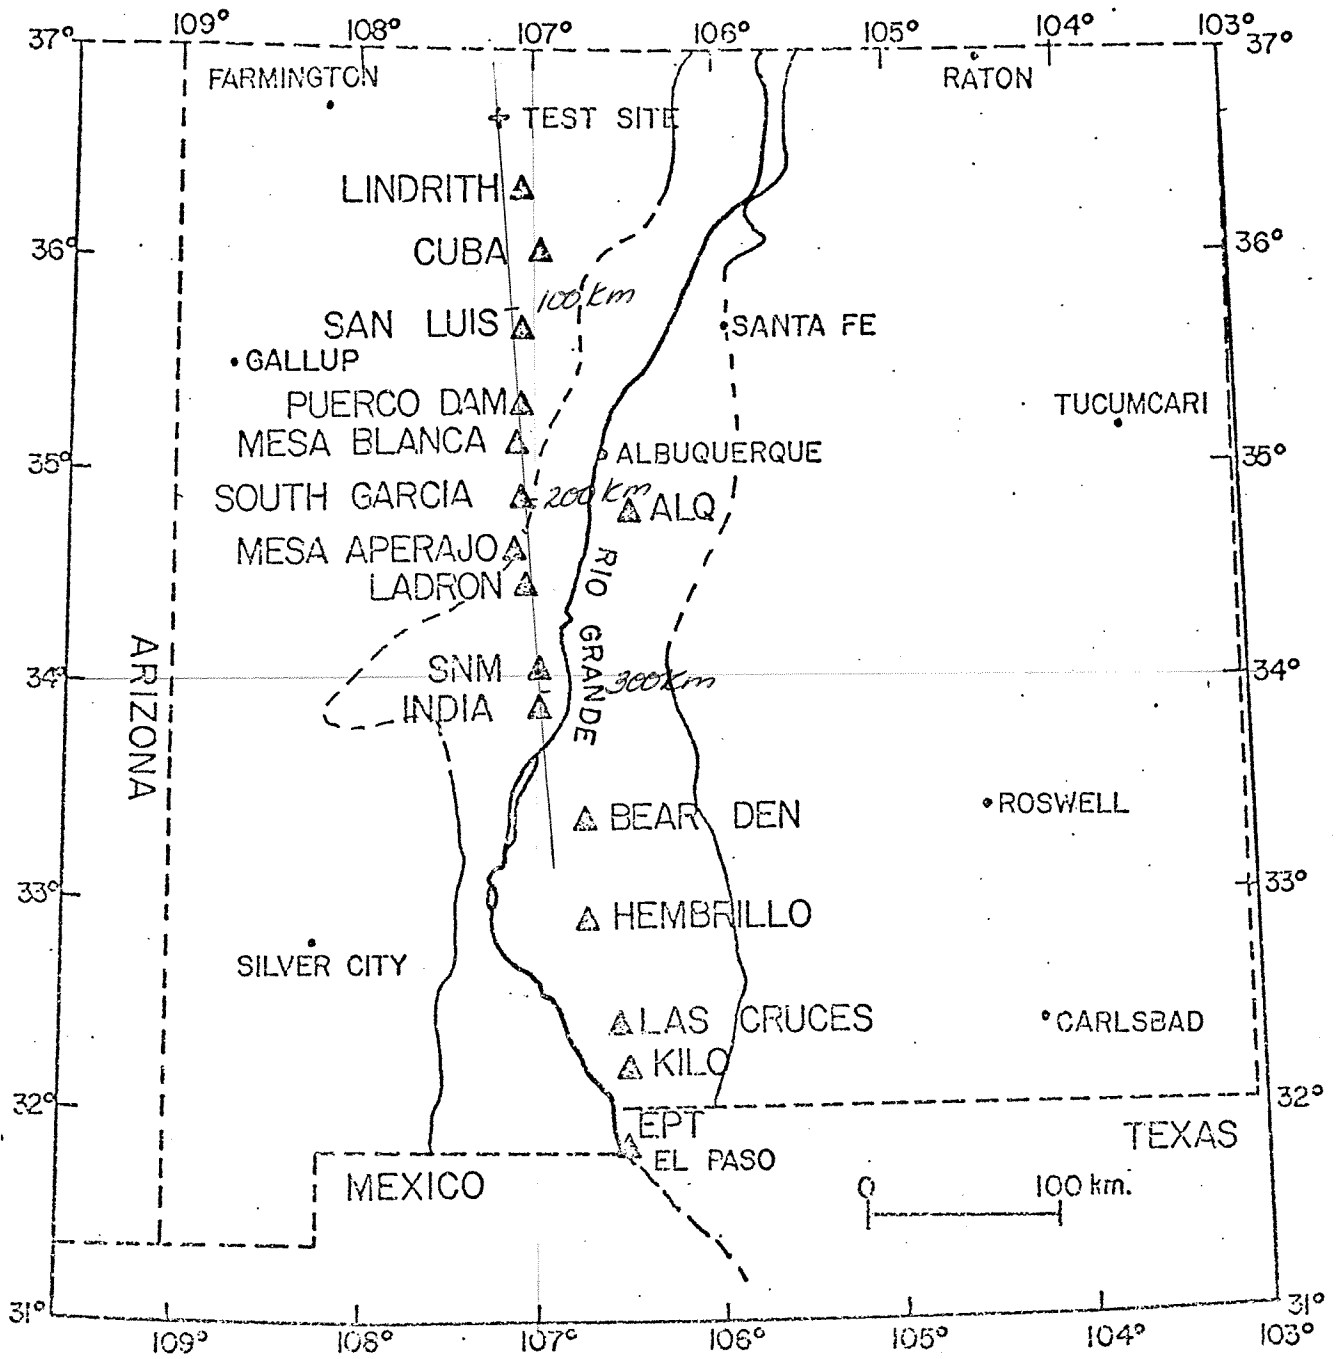 109° 108° 107° 106° 105° 104° 103°
37° 37°
FARMINGTON RATON
TEST SITE
LINDRITH
CUBA
36° 36°
100 Km
SAN LUIS
SANTA FE
GALLUP
PUERCO DAM
TUCUMCARI
MESA BLANCA
ALBUQUERQUE
35° 35°
SOUTH GARCIA
200 Km
ALQ
MESA APERAJO
LADRON
RIO GRANDE
ARIZONA
SNM
34° 34°
300 Km
INDIA
BEAR DEN
ROSWELL
33° 33°
HEMBRILLO
SILVER CITY
LAS CRUCES
CARLSBAD
KILO
32° 32°
EPT
TEXAS
EL PASO
MEXICO
0 100 km.
31° 31°
109° 108° 107° 106° 105° 104° 103°